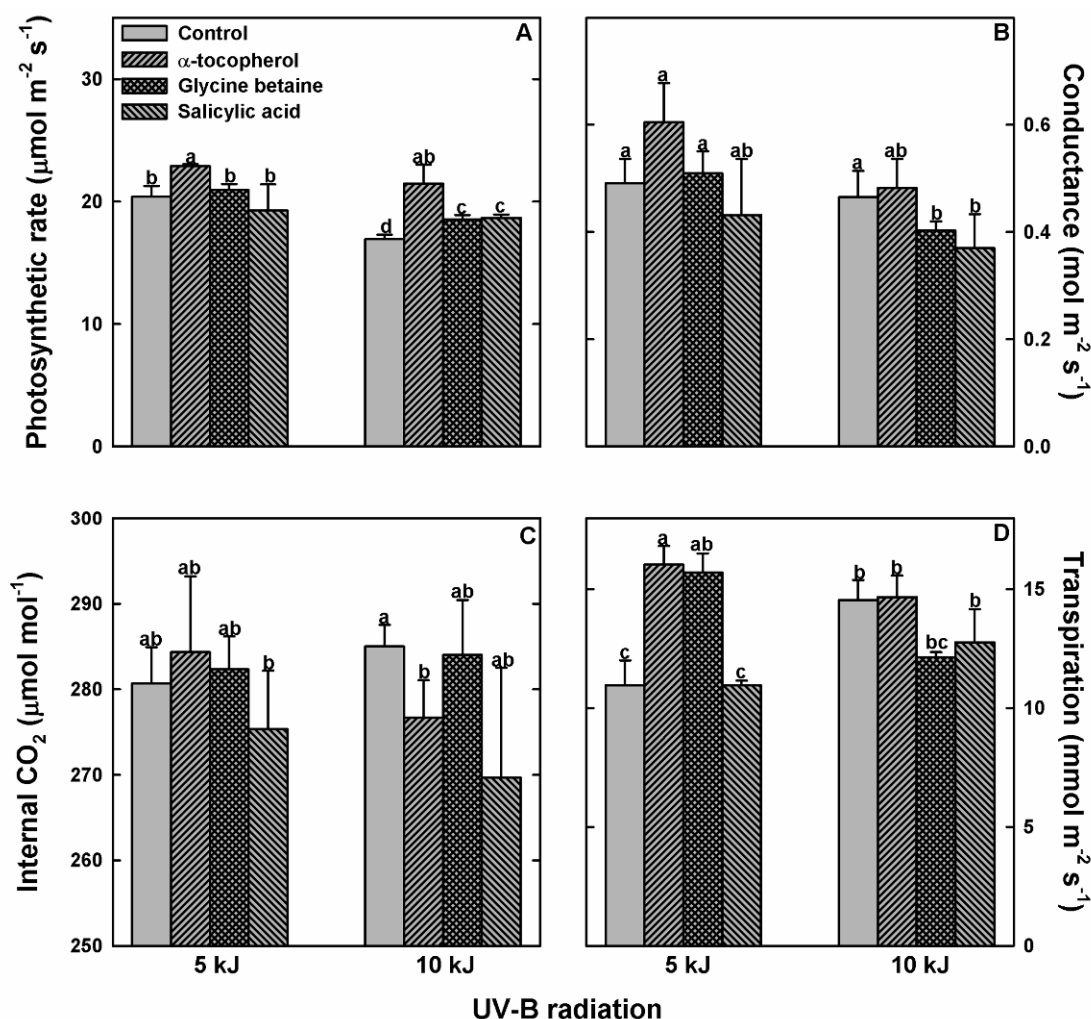 A
Control
α-tocopherol
Glycine betaine
Salicylic acid
Photosynthetic rate (μmol m⁻² s⁻¹)
30
20
10
0
b
a
b
b
d
ab
c
c
B
a
a
a
ab
a
ab
b
b
Conductance (mol m⁻² s⁻¹)
0.6
0.4
0.2
0.0
C
Internal CO₂ (μmol mol⁻¹)
300
290
280
270
260
250
ab
ab
ab
b
a
b
ab
ab
5 kJ
10 kJ
D
c
a
ab
c
b
b
bc
b
Transpiration (mmol m⁻² s⁻¹)
15
10
5
0
5 kJ
10 kJ
UV-B radiation